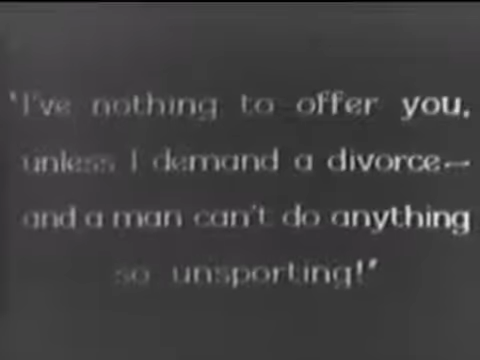 "I've nothing to offer you,
unless I demand a divorce—
and a man can't do anything
so unsporting!"